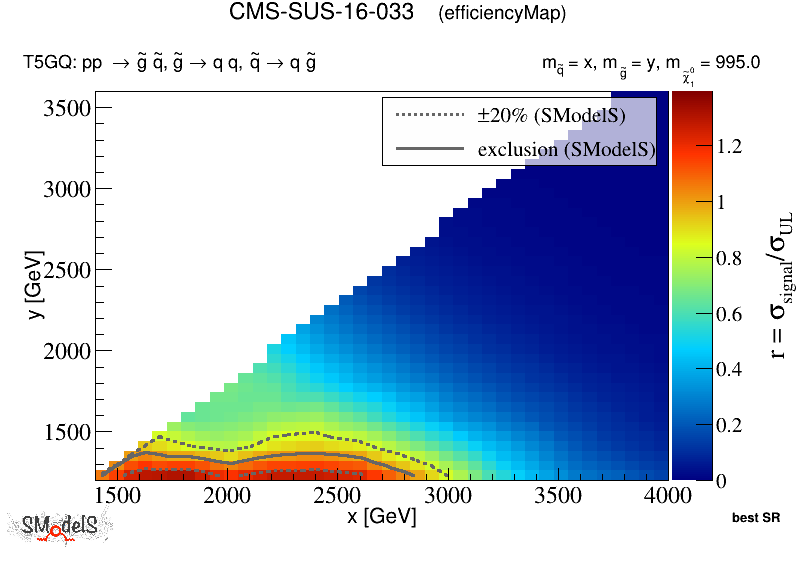 CMS-SUS-16-033 (efficiencyMap)
T5GQ: pp → g̃ q̃, g̃ → q q, q̃ → q g̃
m_q̃ = x, m_g̃ = y, m_χ̃₁⁰ = 995.0
±20% (SModelS)
exclusion (SModelS)
3500
3000
2500
2000
1500
y [GeV]
1500 2000 2500 3000 3500 4000
x [GeV]
1.2
1
0.8
0.6
0.4
0.2
0
r = σ_signal/σ_UL
best SR
SModelS